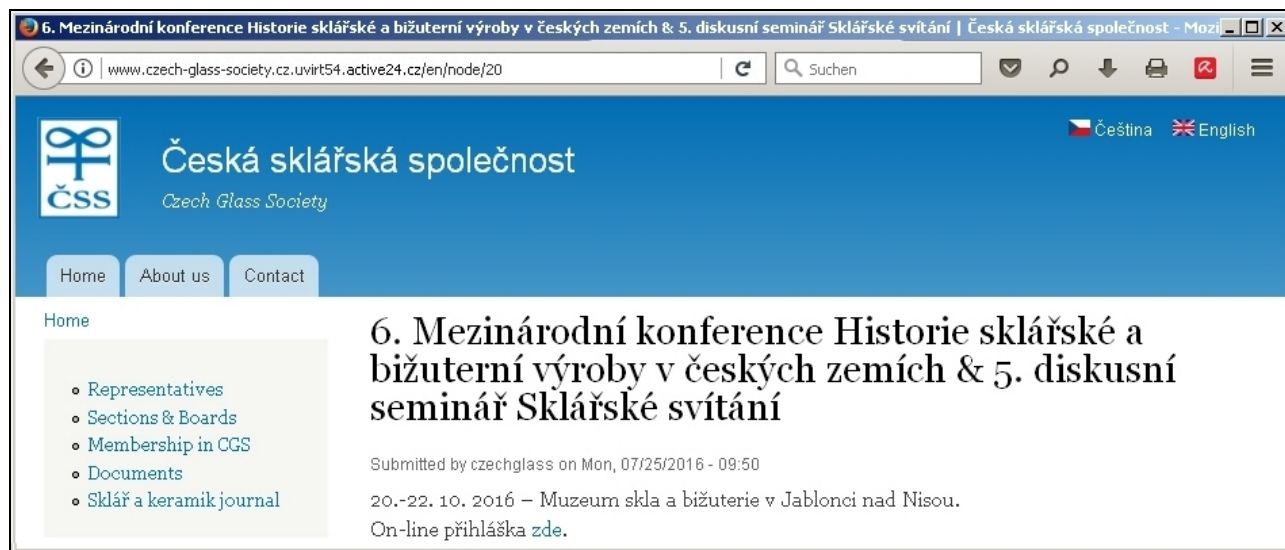 6. Mezinárodní konference Historie sklářské a bižuterní výroby v českých zemích & 5. diskusní seminář Sklářské svítání | Česká sklářská společnost - Mozi
www.czech-glass-society.cz.uvirt54.active24.cz/en/node/20
Suchen
Čeština English
ČSS
Česká sklářská společnost
Czech Glass Society
Home About us Contact
Home
Representatives
Sections & Boards
Membership in CGS
Documents
Sklář a keramik journal
6. Mezinárodní konference Historie sklářské a
bižuterní výroby v českých zemích & 5. diskusní
seminář Sklářské svítání
Submitted by czechglass on Mon, 07/25/2016 - 09:50
20.-22. 10. 2016 – Muzeum skla a bižuterie v Jablonci nad Nisou.
On-line přihláška zde.